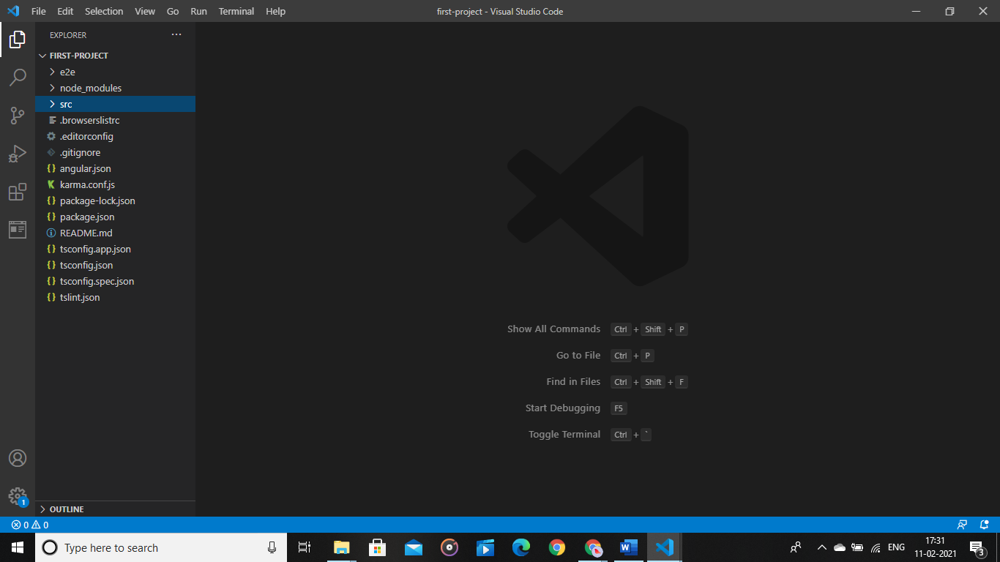 File Edit Selection View Go Run Terminal Help
first-project - Visual Studio Code
EXPLORER
FIRST-PROJECT
e2e
node_modules
src
.browserslistrc
.editorconfig
.gitignore
angular.json
karma.conf.js
package-lock.json
package.json
README.md
tsconfig.app.json
tsconfig.json
tsconfig.spec.json
tslint.json
Show All Commands Ctrl + Shift + P
Go to File Ctrl + P
Find in Files Ctrl + Shift + F
Start Debugging F5
Toggle Terminal Ctrl + `
1
OUTLINE
0 0
Type here to search
ENG
17:31
11-02-2021
3